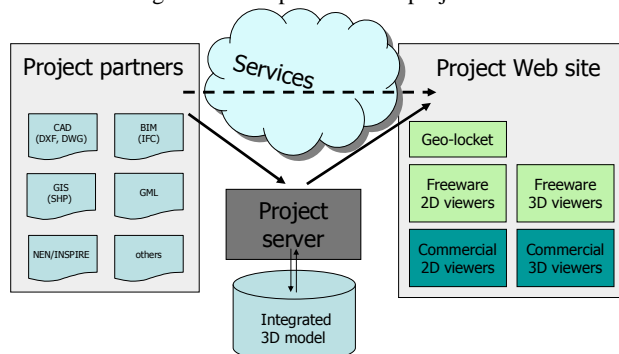 Project partners
CAD
(DXF, DWG)
BIM
(IFC)
GIS
(SHP)
GML
NEN/INSPIRE
others
Services
Project
server
Integrated
3D model
Project Web site
Geo-locket
Freeware
2D viewers
Freeware
3D viewers
Commercial
2D viewers
Commercial
3D viewers